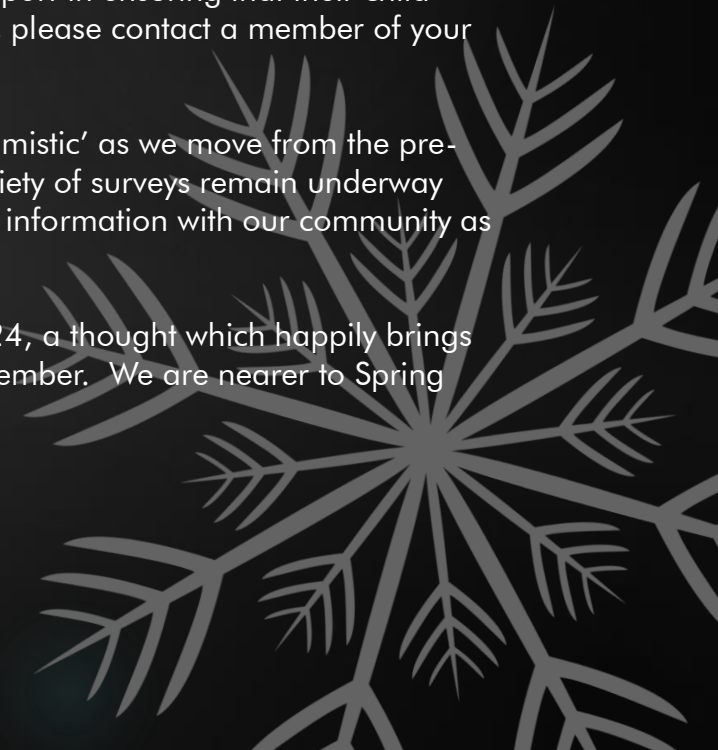 please contact a member of your
mistic’ as we move from the pre-
iety of surveys remain underway
information with our community as
24, a thought which happily brings
ember.  We are nearer to Spring